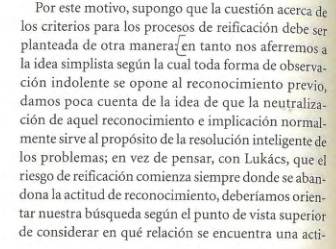 Por este motivo, supongo que la cuestión acerca de
los criterios para los procesos de reificación debe ser
planteada de otra manera: en tanto nos aferremos a
la idea simplista según la cual toda forma de observa-
ción indolente se opone al reconocimiento previo,
damos poca cuenta de la idea de que la neutraliza-
ción de aquel reconocimiento e implicación normal-
mente sirve al propósito de la resolución inteligente de
los problemas; en vez de pensar, con Lukács, que el
riesgo de reificación comienza siempre donde se aban-
dona la actitud de reconocimiento, deberíamos orien-
tar nuestra búsqueda según el punto de vista superior
de considerar en qué relación se encuentra una acti-